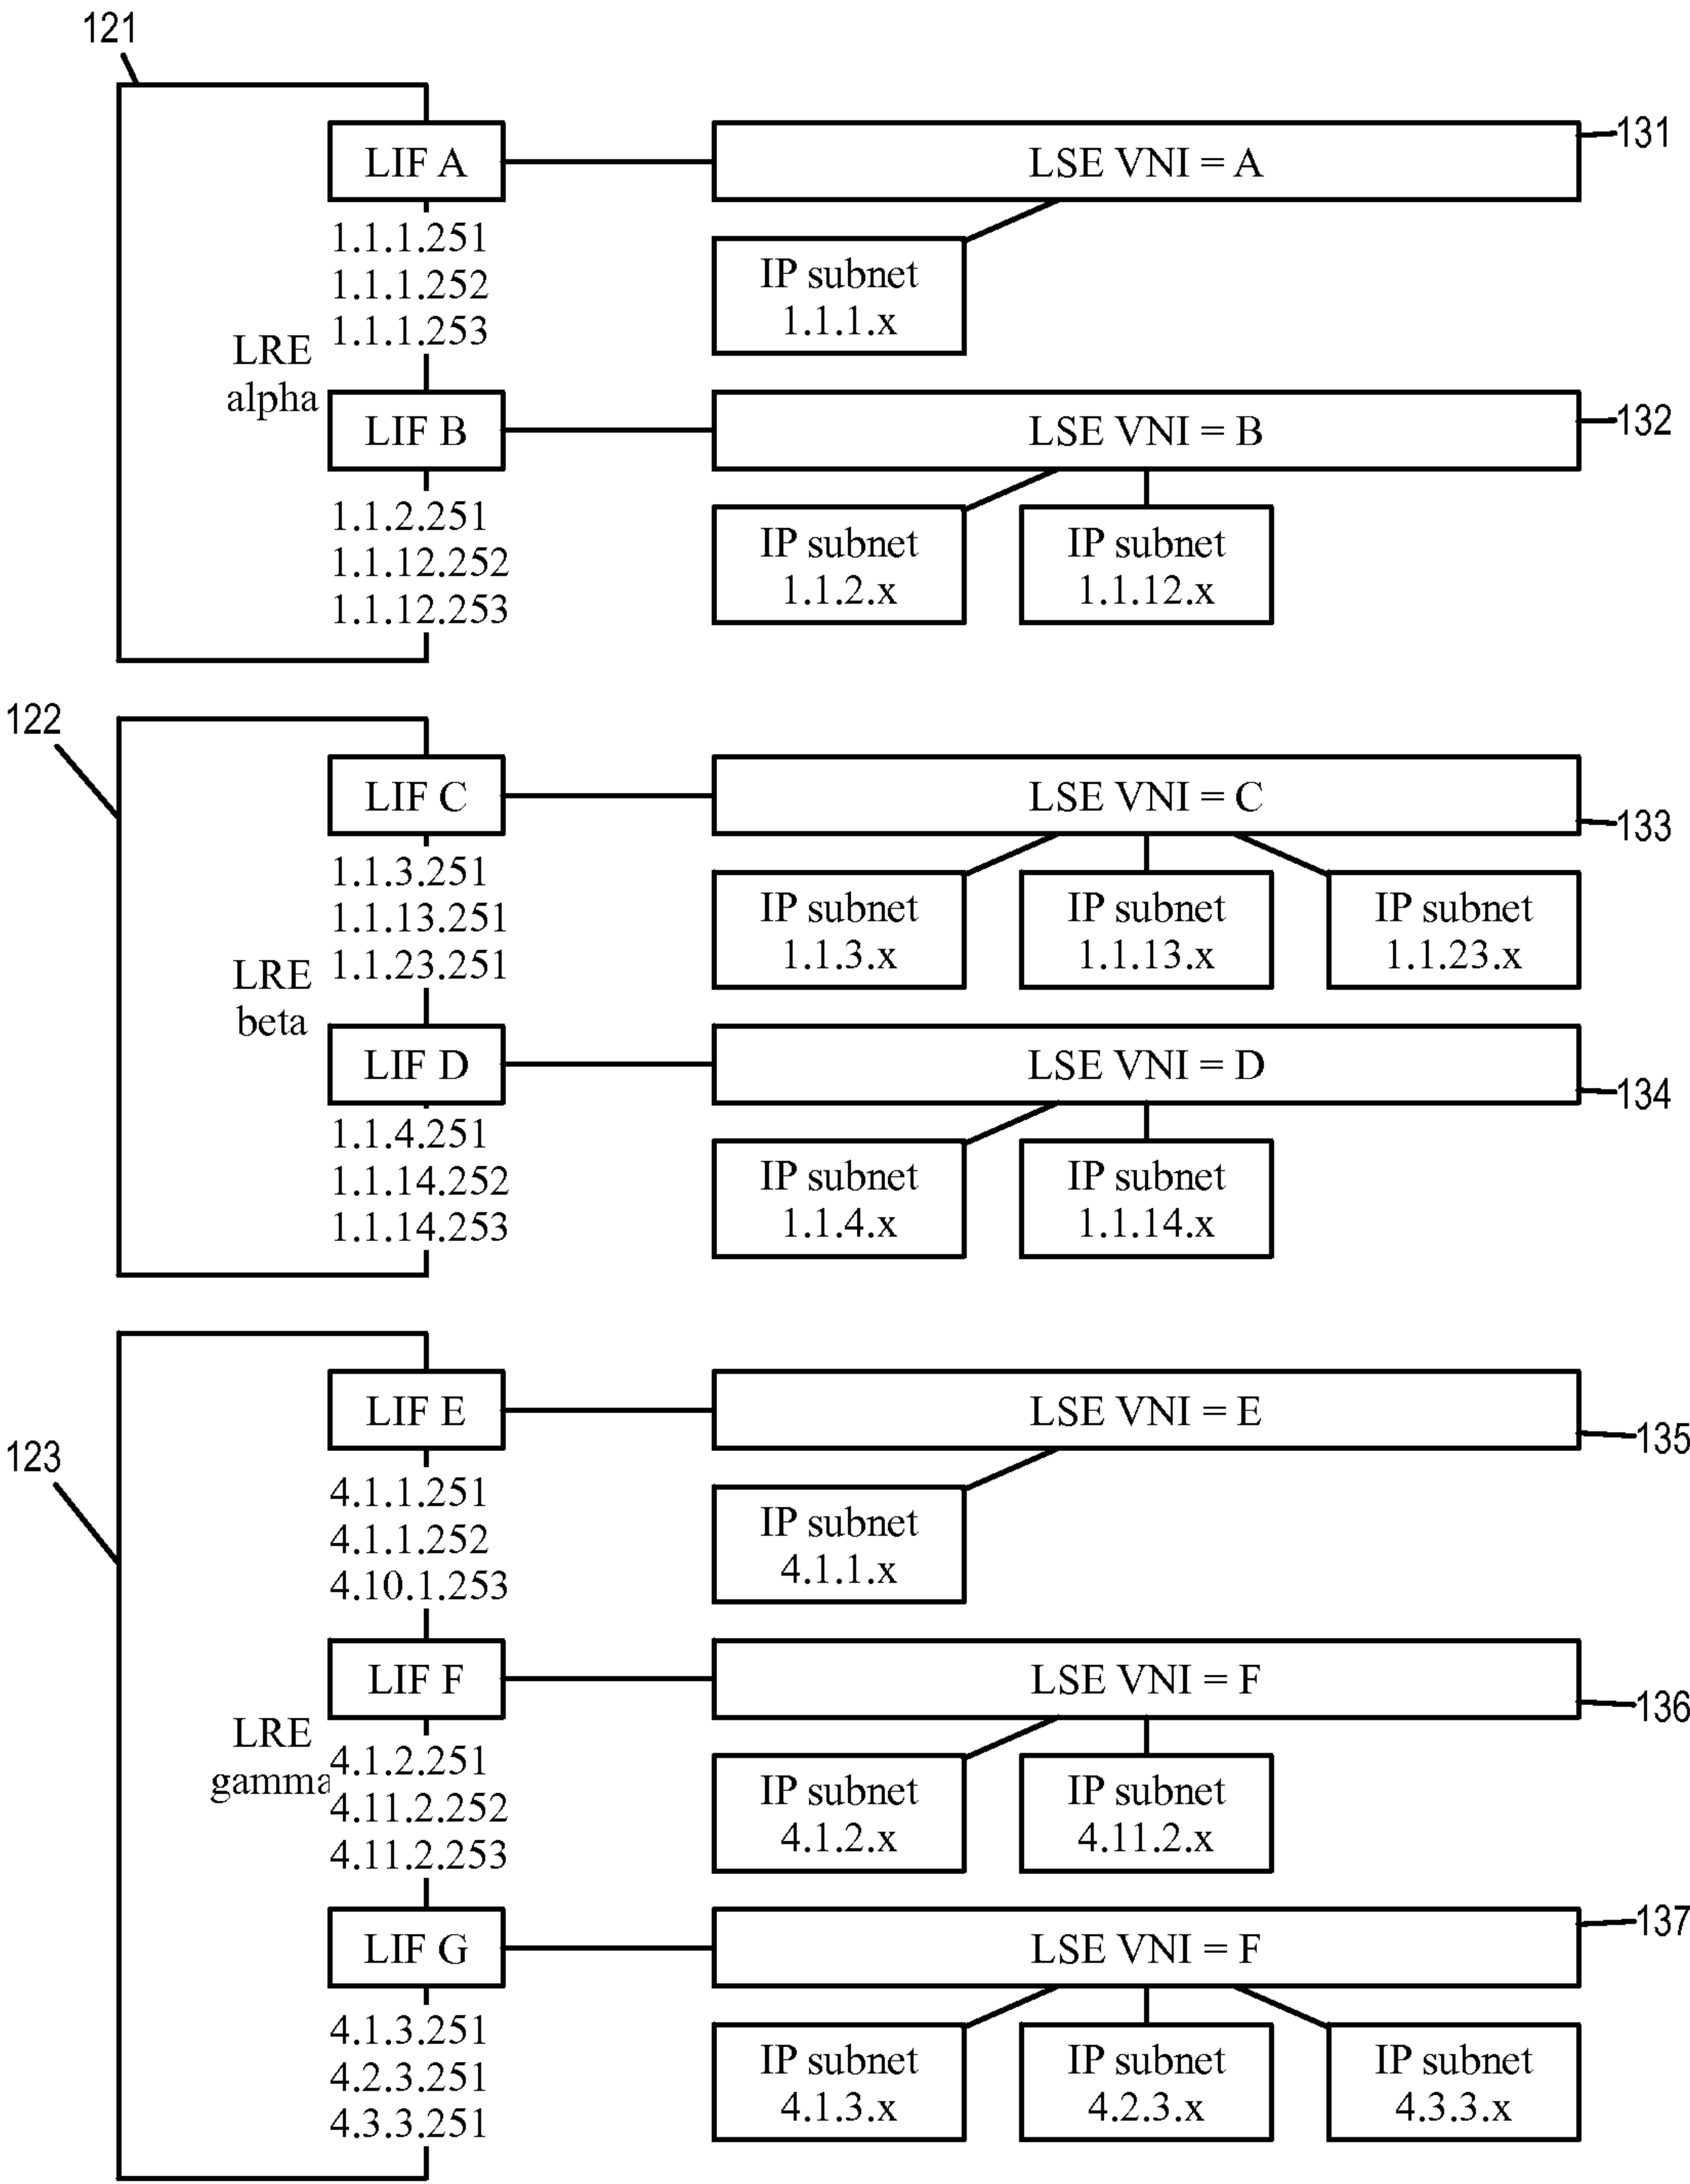 121
LIF A
LSE VNI = A
131
1.1.1.251
1.1.1.252
1.1.1.253
IP subnet
1.1.1.x
LRE
alpha
LIF B
LSE VNI = B
132
1.1.2.251
1.1.12.252
1.1.12.253
IP subnet
1.1.2.x
IP subnet
1.1.12.x
122
LIF C
LSE VNI = C
133
1.1.3.251
1.1.13.251
1.1.23.251
IP subnet
1.1.3.x
IP subnet
1.1.13.x
IP subnet
1.1.23.x
LRE
beta
LIF D
LSE VNI = D
134
1.1.4.251
1.1.14.252
1.1.14.253
IP subnet
1.1.4.x
IP subnet
1.1.14.x
123
LIF E
LSE VNI = E
135
4.1.1.251
4.1.1.252
4.10.1.253
IP subnet
4.1.1.x
LIF F
LSE VNI = F
136
LRE
gamma
4.1.2.251
4.11.2.252
4.11.2.253
IP subnet
4.1.2.x
IP subnet
4.11.2.x
LIF G
LSE VNI = F
137
4.1.3.251
4.2.3.251
4.3.3.251
IP subnet
4.1.3.x
IP subnet
4.2.3.x
IP subnet
4.3.3.x